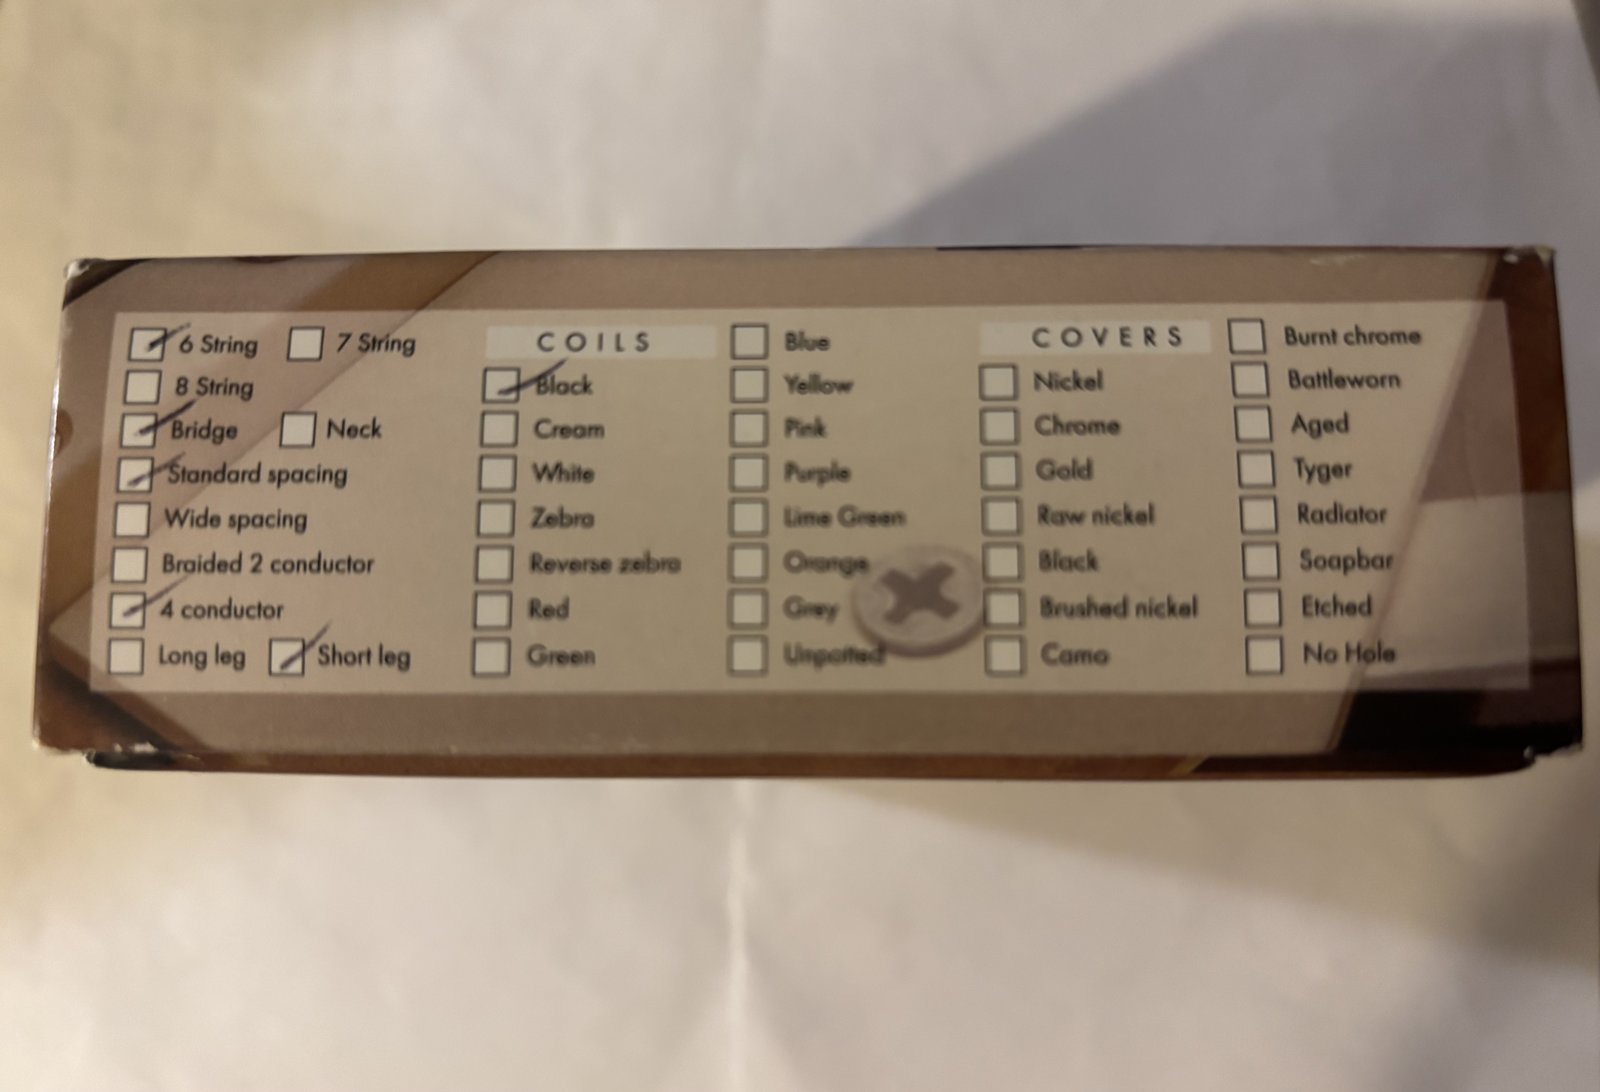 6 String 7 String
8 String
Bridge Neck
Standard spacing
Wide spacing
Braided 2 conductor
4 conductor
Long leg Short leg
COILS
Black
Cream
White
Zebra
Reverse zebra
Red
Green
Blue
Yellow
Pink
Purple
Lime Green
Orange
Grey
Unpotted
COVERS
Nickel
Chrome
Gold
Raw nickel
Black
Brushed nickel
Camo
Burnt chrome
Battleworn
Aged
Tyger
Radiator
Soapbar
Etched
No Hole